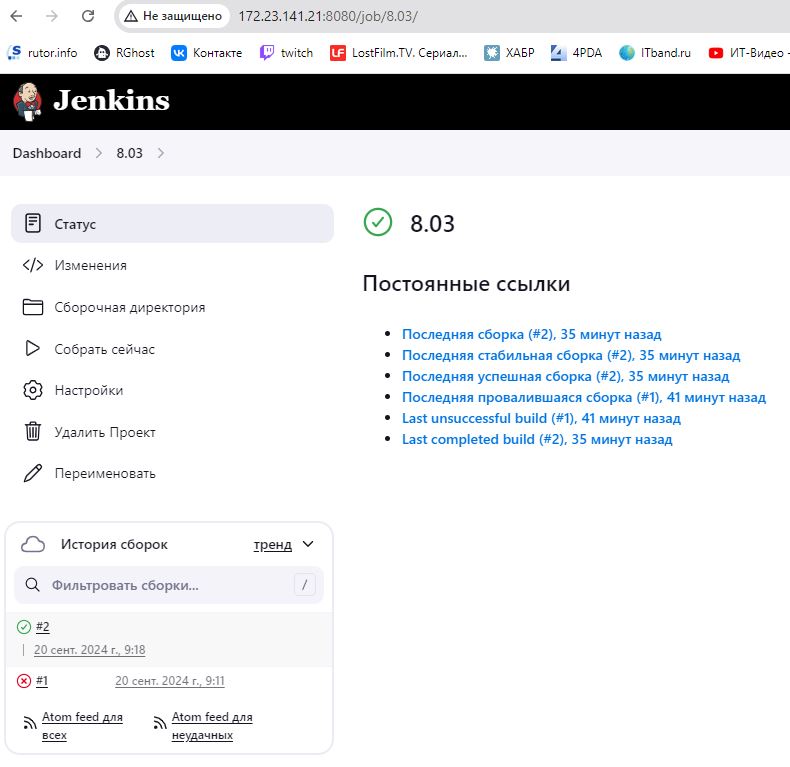 Не защищено 172.23.141.21:8080/job/8.03/
rutor.info RGhost Контакте twitch LostFilm.TV. Сериал... ХАБР 4PDA ITband.ru ИТ-Видео
Jenkins
Dashboard 8.03
Статус
Изменения
Сборочная директория
Собрать сейчас
Настройки
Удалить Проект
Переименовать
8.03
Постоянные ссылки
Последняя сборка (#2), 35 минут назад
Последняя стабильная сборка (#2), 35 минут назад
Последняя успешная сборка (#2), 35 минут назад
Последняя провалившаяся сборка (#1), 41 минут назад
Last unsuccessful build (#1), 41 минут назад
Last completed build (#2), 35 минут назад
История сборок тренд
Фильтровать сборки... /
#2
20 сент. 2024 г., 9:18
#1 20 сент. 2024 г., 9:11
Atom feed для всех
Atom feed для неудачных